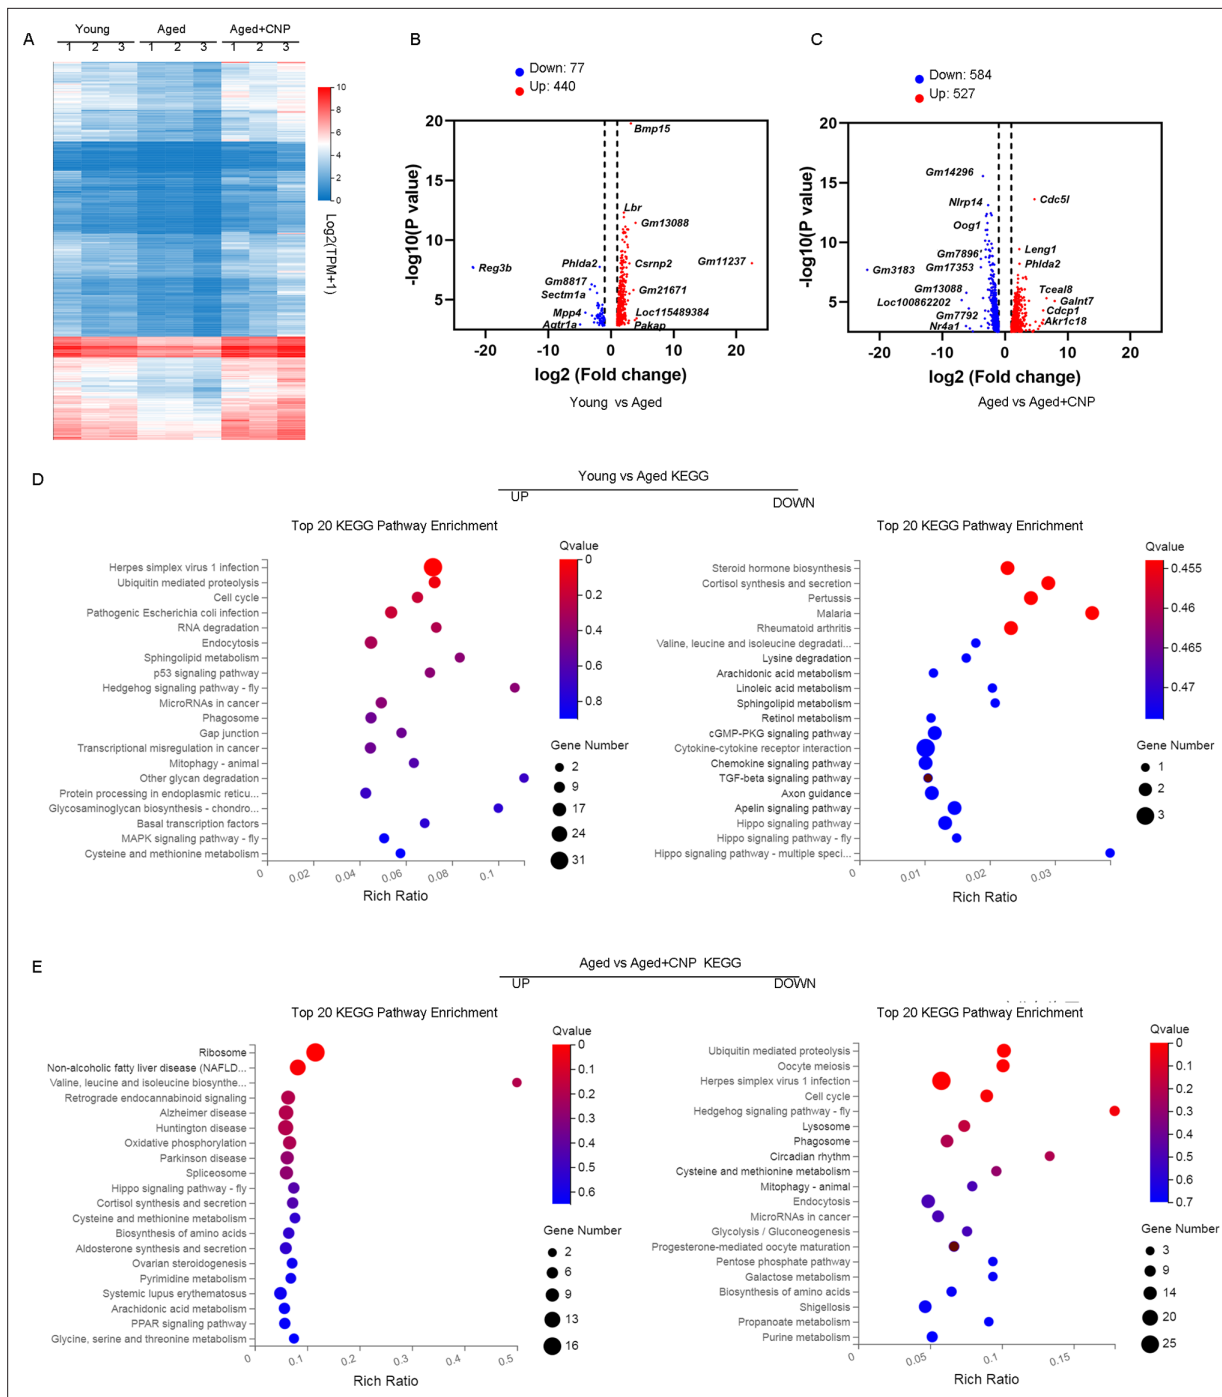 A
Young Aged Aged+CNP
1 2 3 1 2 3 1 2 3
10
8
6
4
2
0
Log2(TPM+1)
B
Down: 77
Up: 440
20
15
10
5
-log10(P value)
Bmp15
Lbr
Gm13088
Reg3b
Phlda2
Csrnp2
Gm11237
Gm8817
Sectm1a
Gm21671
Mpp4
Loc115489384
Agtr1a
Pakap
-20 -10 0 10 20
log2 (Fold change)
Young vs Aged
C
Down: 584
Up: 527
20
15
10
5
-log10(P value)
Gm14296
Nlrp14
Cdc5l
Oog1
Gm7896
Leng1
Gm3183
Gm17353
Phlda2
Gm13088
Tceal8
Loc100862202
Galnt7
Gm7792
Cdcp1
Nr4a1
Akr1c18
-20 -10 0 10 20
log2 (Fold change)
Aged vs Aged+CNP
D
Young vs Aged KEGG
UP
DOWN
Top 20 KEGG Pathway Enrichment
Herpes simplex virus 1 infection
Ubiquitin mediated proteolysis
Cell cycle
Pathogenic Escherichia coli infection
RNA degradation
Endocytosis
Sphingolipid metabolism
p53 signaling pathway
Hedgehog signaling pathway - fly
MicroRNAs in cancer
Phagosome
Gap junction
Transcriptional misregulation in cancer
Mitophagy - animal
Other glycan degradation
Protein processing in endoplasmic reticu...
Glycosaminoglycan biosynthesis - chondro...
Basal transcription factors
MAPK signaling pathway - fly
Cysteine and methionine metabolism
0 0.02 0.04 0.06 0.08 0.1
Rich Ratio
Qvalue
0
0.2
0.4
0.6
0.8
Gene Number
2
9
17
24
31
Top 20 KEGG Pathway Enrichment
Steroid hormone biosynthesis
Cortisol synthesis and secretion
Pertussis
Malaria
Rheumatoid arthritis
Valine, leucine and isoleucine degradati...
Lysine degradation
Arachidonic acid metabolism
Linoleic acid metabolism
Sphingolipid metabolism
Retinol metabolism
cGMP-PKG signaling pathway
Cytokine-cytokine receptor interaction
Chemokine signaling pathway
TGF-beta signaling pathway
Axon guidance
Apelin signaling pathway
Hippo signaling pathway
Hippo signaling pathway - fly
Hippo signaling pathway - multiple speci...
0 0.01 0.02 0.03
Rich Ratio
Qvalue
0.455
0.46
0.465
0.47
Gene Number
1
2
3
E
Aged vs Aged+CNP KEGG
UP
DOWN
Top 20 KEGG Pathway Enrichment
Ribosome
Non-alcoholic fatty liver disease (NAFLD...
Valine, leucine and isoleucine biosynthe...
Retrograde endocannabinoid signaling
Alzheimer disease
Huntington disease
Oxidative phosphorylation
Parkinson disease
Spliceosome
Hippo signaling pathway - fly
Cortisol synthesis and secretion
Cysteine and methionine metabolism
Biosynthesis of amino acids
Aldosterone synthesis and secretion
Ovarian steroidogenesis
Pyrimidine metabolism
Systemic lupus erythematosus
Arachidonic acid metabolism
PPAR signaling pathway
Glycine, serine and threonine metabolism
0 0.1 0.2 0.3 0.4 0.5
Rich Ratio
Qvalue
0
0.1
0.2
0.3
0.4
0.5
0.6
Gene Number
2
6
9
13
16
Top 20 KEGG Pathway Enrichment
Ubiquitin mediated proteolysis
Oocyte meiosis
Herpes simplex virus 1 infection
Cell cycle
Hedgehog signaling pathway - fly
Lysosome
Phagosome
Circadian rhythm
Cysteine and methionine metabolism
Mitophagy - animal
Endocytosis
MicroRNAs in cancer
Glycolysis / Gluconeogenesis
Progesterone-mediated oocyte maturation
Pentose phosphate pathway
Galactose metabolism
Biosynthesis of amino acids
Shigellosis
Propanoate metabolism
Purine metabolism
0 0.05 0.1 0.15
Rich Ratio
Qvalue
0
0.1
0.2
0.3
0.4
0.5
0.6
0.7
Gene Number
3
9
14
20
25